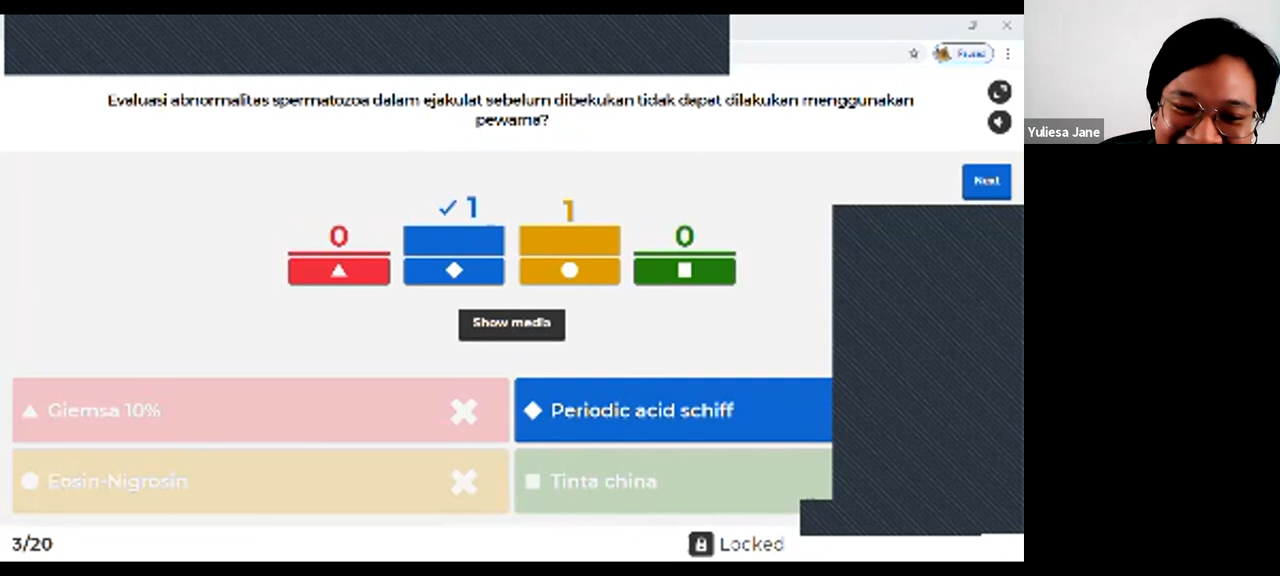 Paused
Evaluasi abnormalitas spermatozoa dalam ejakulat sebelum dibekukan tidak dapat dilakukan menggunakan
pewarna?
Yuliesa Jane
Next
0
1
1
0
Show media
Giemsa 10%
Periodic acid schiff
Eosin-Nigrosin
Tinta china
3/20
Locked